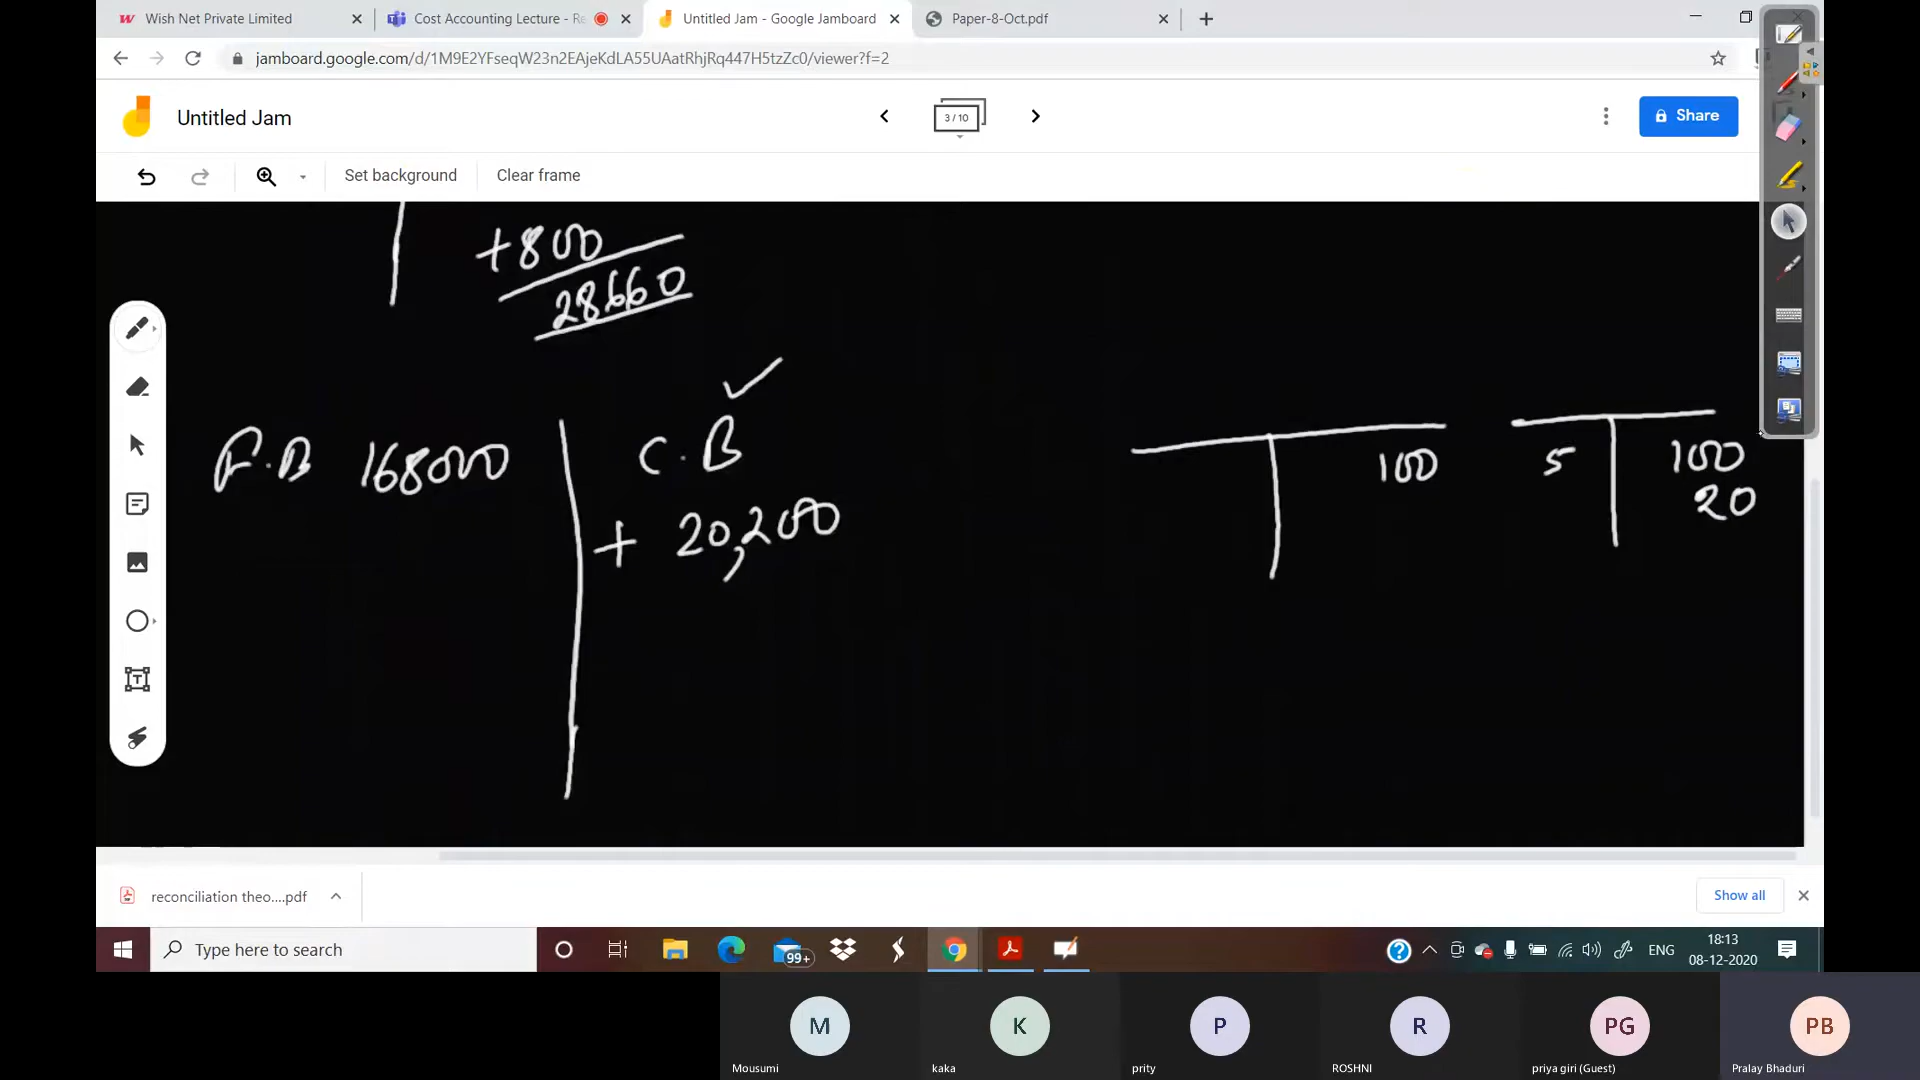 Wish Net Private Limited
Cost Accounting Lecture - Re
Untitled Jam - Google Jamboard
Paper-8-Oct.pdf
jamboard.google.com/d/1M9E2YFseqW23n2EAjeKdLA55UAatRhjRq447H5tzZc0/viewer?f=2
Untitled Jam
3 / 10
Share
Set background
Clear frame
+800
28660
F.B 168000
C.B
+ 20,200
100
5
100
20
reconciliation theo....pdf
Show all
Type here to search
99+
ENG
18:13
08-12-2020
M
K
P
R
PG
PB
Mousumi
kaka
prity
ROSHNI
priya giri (Guest)
Pralay Bhaduri